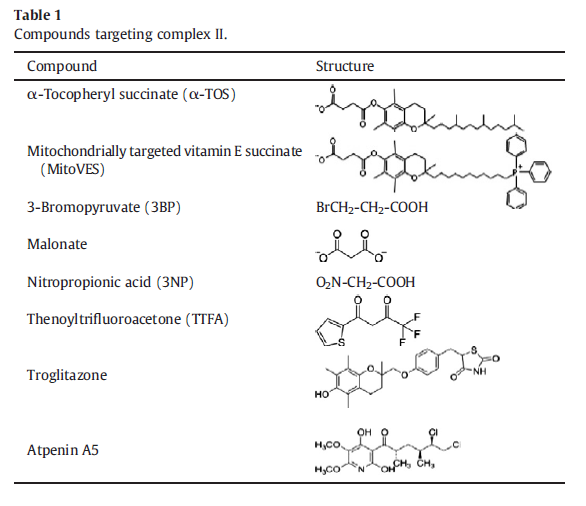 Table 1
Compounds targeting complex II.
Compound Structure
α-Tocopheryl succinate (α-TOS)
⁻O O O O O
Mitochondrially targeted vitamin E succinate
(MitoVES)
⁻O O O O O P⁺
3-Bromopyruvate (3BP) BrCH₂-CH₂-COOH
Malonate
O O ⁻O O⁻
Nitropropionic acid (3NP) O₂N-CH₂-COOH
Thenoyltrifluoroacetone (TTFA)
O O S F F F
Troglitazone
HO O O S O O NH
Atpenin A5
OH O Cl Cl
H₃CO H₃CO N OH CH₃ CH₃